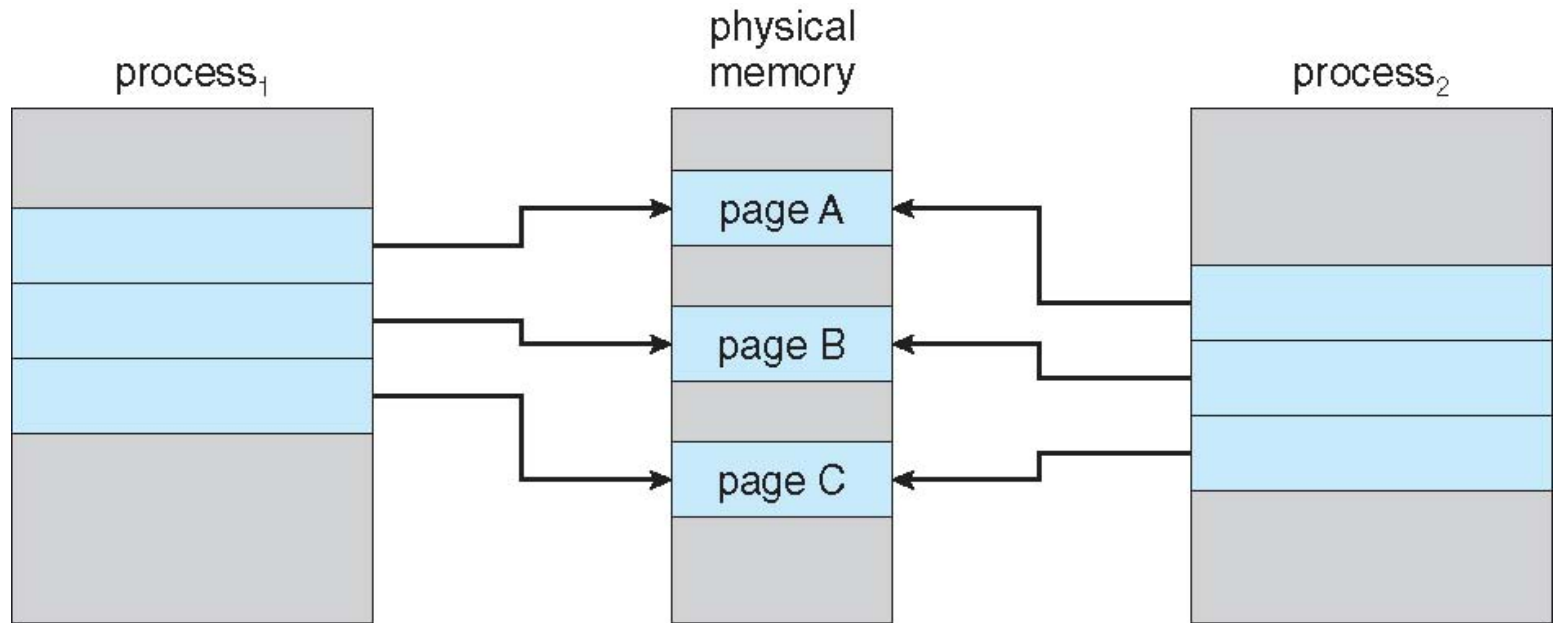 process₁
physical
memory
process₂
page A
page B
page C